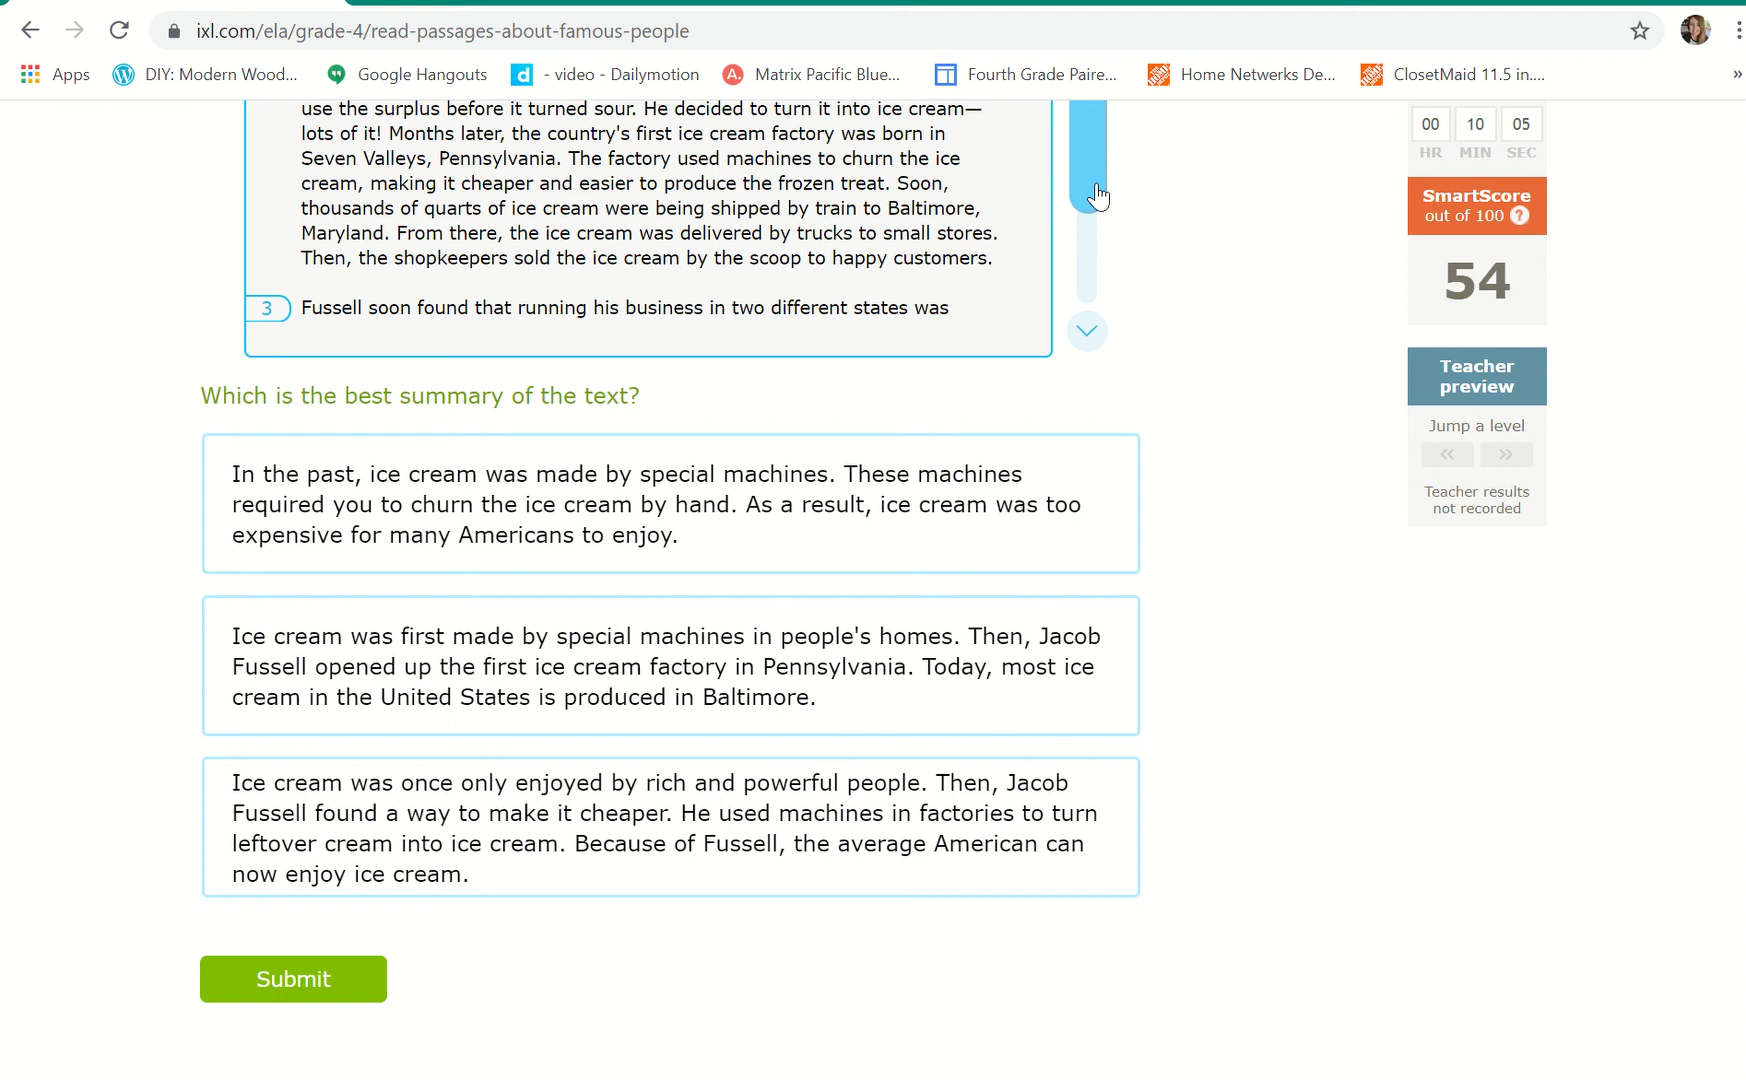 ixl.com/ela/grade-4/read-passages-about-famous-people
Apps
DIY: Modern Wood...
Google Hangouts
d - video - Dailymotion
A. Matrix Pacific Blue...
Fourth Grade Paire...
Home Netwerks De...
ClosetMaid 11.5 in....
»
use the surplus before it turned sour. He decided to turn it into ice cream—
lots of it! Months later, the country's first ice cream factory was born in
Seven Valleys, Pennsylvania. The factory used machines to churn the ice
cream, making it cheaper and easier to produce the frozen treat. Soon,
thousands of quarts of ice cream were being shipped by train to Baltimore,
Maryland. From there, the ice cream was delivered by trucks to small stores.
Then, the shopkeepers sold the ice cream by the scoop to happy customers.
3 Fussell soon found that running his business in two different states was
00 10 05
HR MIN SEC
SmartScore
out of 100 ?
54
Teacher
preview
Jump a level
« »
Teacher results
not recorded
Which is the best summary of the text?
In the past, ice cream was made by special machines. These machines
required you to churn the ice cream by hand. As a result, ice cream was too
expensive for many Americans to enjoy.
Ice cream was first made by special machines in people's homes. Then, Jacob
Fussell opened up the first ice cream factory in Pennsylvania. Today, most ice
cream in the United States is produced in Baltimore.
Ice cream was once only enjoyed by rich and powerful people. Then, Jacob
Fussell found a way to make it cheaper. He used machines in factories to turn
leftover cream into ice cream. Because of Fussell, the average American can
now enjoy ice cream.
Submit